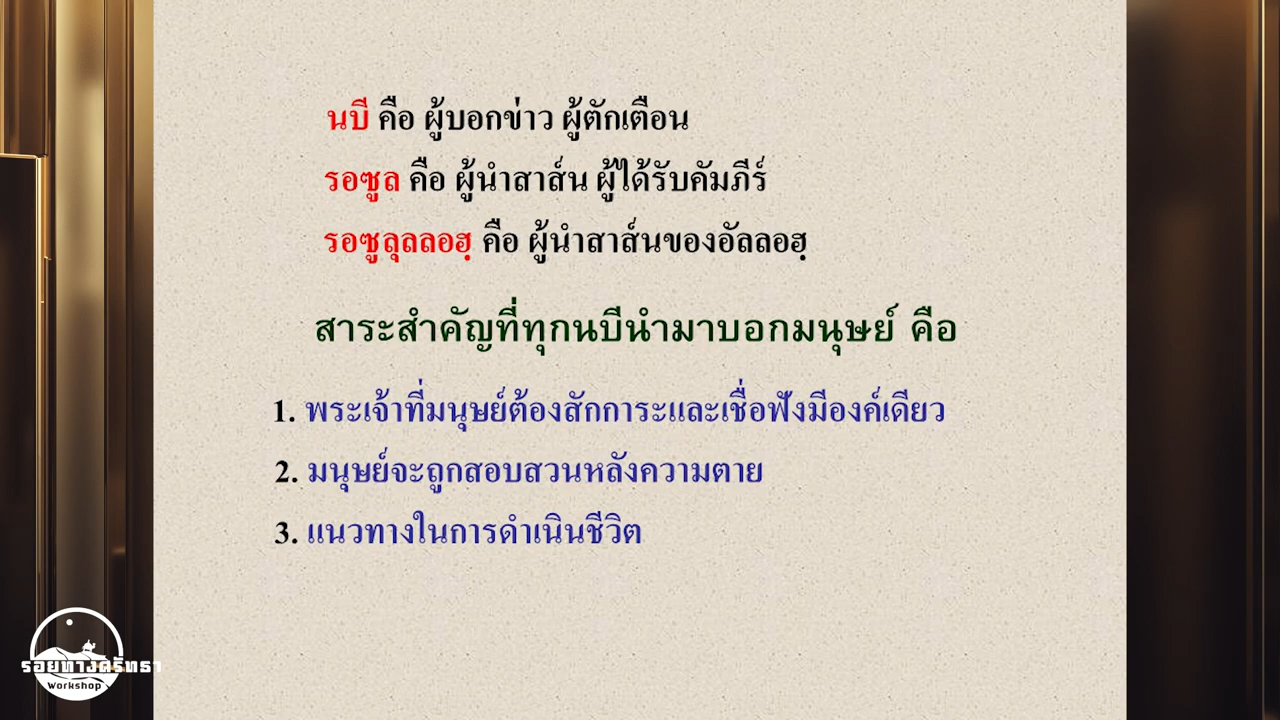 นบี คือ ผู้บอกข่าว ผู้ตักเตือน
รอซูล คือ ผู้นำสาส์น ผู้ได้รับคัมภีร์
รอซูลุลลอฮฺ คือ ผู้นำสาส์นของอัลลอฮฺ
สาระสำคัญที่ทุกนบีนำมาบอกมนุษย์ คือ
1. พระเจ้าที่มนุษย์ต้องสักการะและเชื่อฟังมีองค์เดียว
2. มนุษย์จะถูกสอบสวนหลังความตาย
3. แนวทางในการดำเนินชีวิต
รอยทางศรัทธา
Workshop